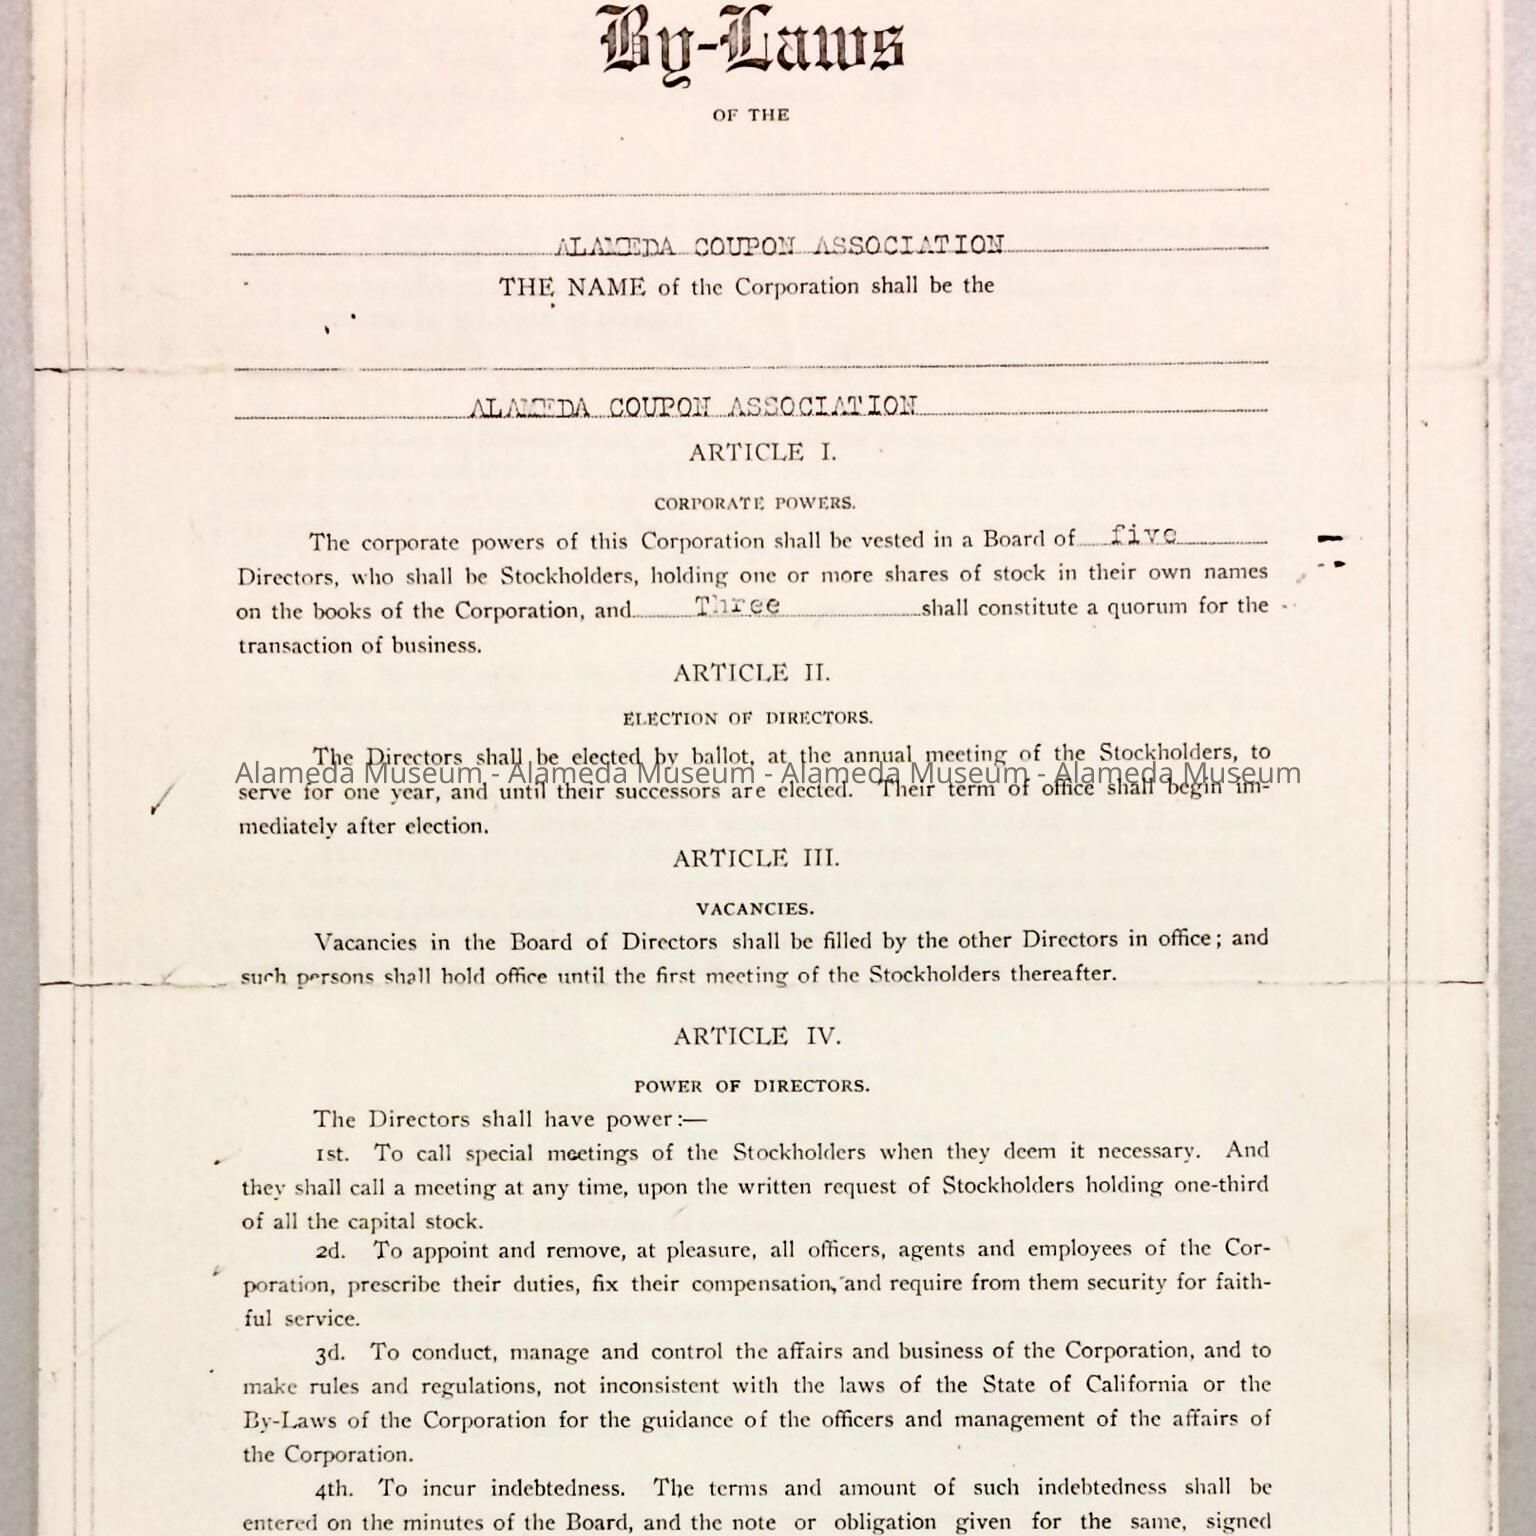 By-Laws
OF THE
ALAMEDA COUPON ASSOCIATION
THE NAME of the Corporation shall be the
ALAMEDA COUPON ASSOCIATION
ARTICLE I.
CORPORATE POWERS.
The corporate powers of this Corporation shall be vested in a Board of five
Directors, who shall be Stockholders, holding one or more shares of stock in their own names
on the books of the Corporation, and Three shall constitute a quorum for the
transaction of business.
ARTICLE II.
ELECTION OF DIRECTORS.
The Directors shall be elected by ballot, at the annual meeting of the Stockholders, to
Alameda Museum - Alameda Museum - Alameda Museum - Alameda Museum
serve for one year, and until their successors are elected. Their term of office shall begin im-
mediately after election.
ARTICLE III.
VACANCIES.
Vacancies in the Board of Directors shall be filled by the other Directors in office; and
such persons shall hold office until the first meeting of the Stockholders thereafter.
ARTICLE IV.
POWER OF DIRECTORS.
The Directors shall have power:—
1st. To call special meetings of the Stockholders when they deem it necessary. And
they shall call a meeting at any time, upon the written request of Stockholders holding one-third
of all the capital stock.
2d. To appoint and remove, at pleasure, all officers, agents and employees of the Cor-
poration, prescribe their duties, fix their compensation, and require from them security for faith-
ful service.
3d. To conduct, manage and control the affairs and business of the Corporation, and to
make rules and regulations, not inconsistent with the laws of the State of California or the
By-Laws of the Corporation for the guidance of the officers and management of the affairs of
the Corporation.
4th. To incur indebtedness. The terms and amount of such indebtedness shall be
entered on the minutes of the Board, and the note or obligation given for the same, signed